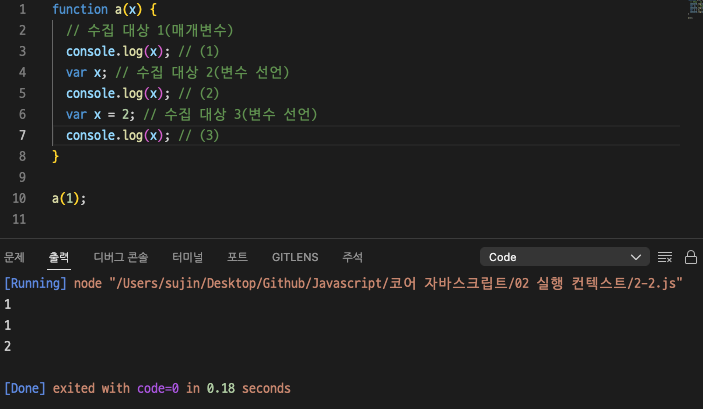 1 function a(x) {
2 // 수집 대상 1(매개변수)
3 console.log(x); // (1)
4 var x; // 수집 대상 2(변수 선언)
5 console.log(x); // (2)
6 var x = 2; // 수집 대상 3(변수 선언)
7 console.log(x); // (3)
8 }
9
10 a(1);
11
문제 출력 디버그 콘솔 터미널 포트 GITLENS 주석 Code
[Running] node "/Users/sujin/Desktop/Github/Javascript/코어 자바스크립트/02 실행 컨텍스트/2-2.js"
1
1
2
[Done] exited with code=0 in 0.18 seconds